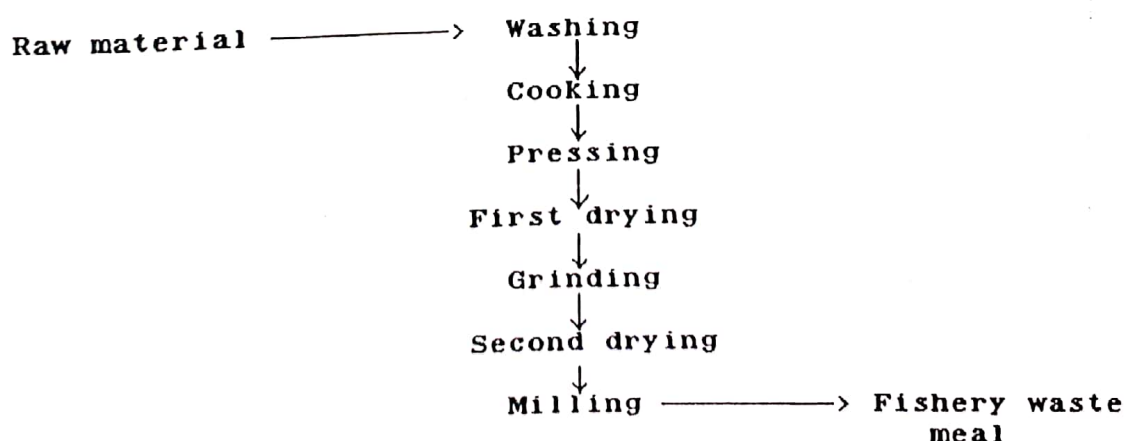 Raw material
Washing
Cooking
Pressing
First drying
Grinding
Second drying
Milling
Fishery waste
meal